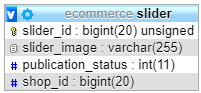 v ecommerce slider
slider_id : bigint(20) unsigned
slider_image : varchar(255)
publication_status : int(11)
shop_id : bigint(20)